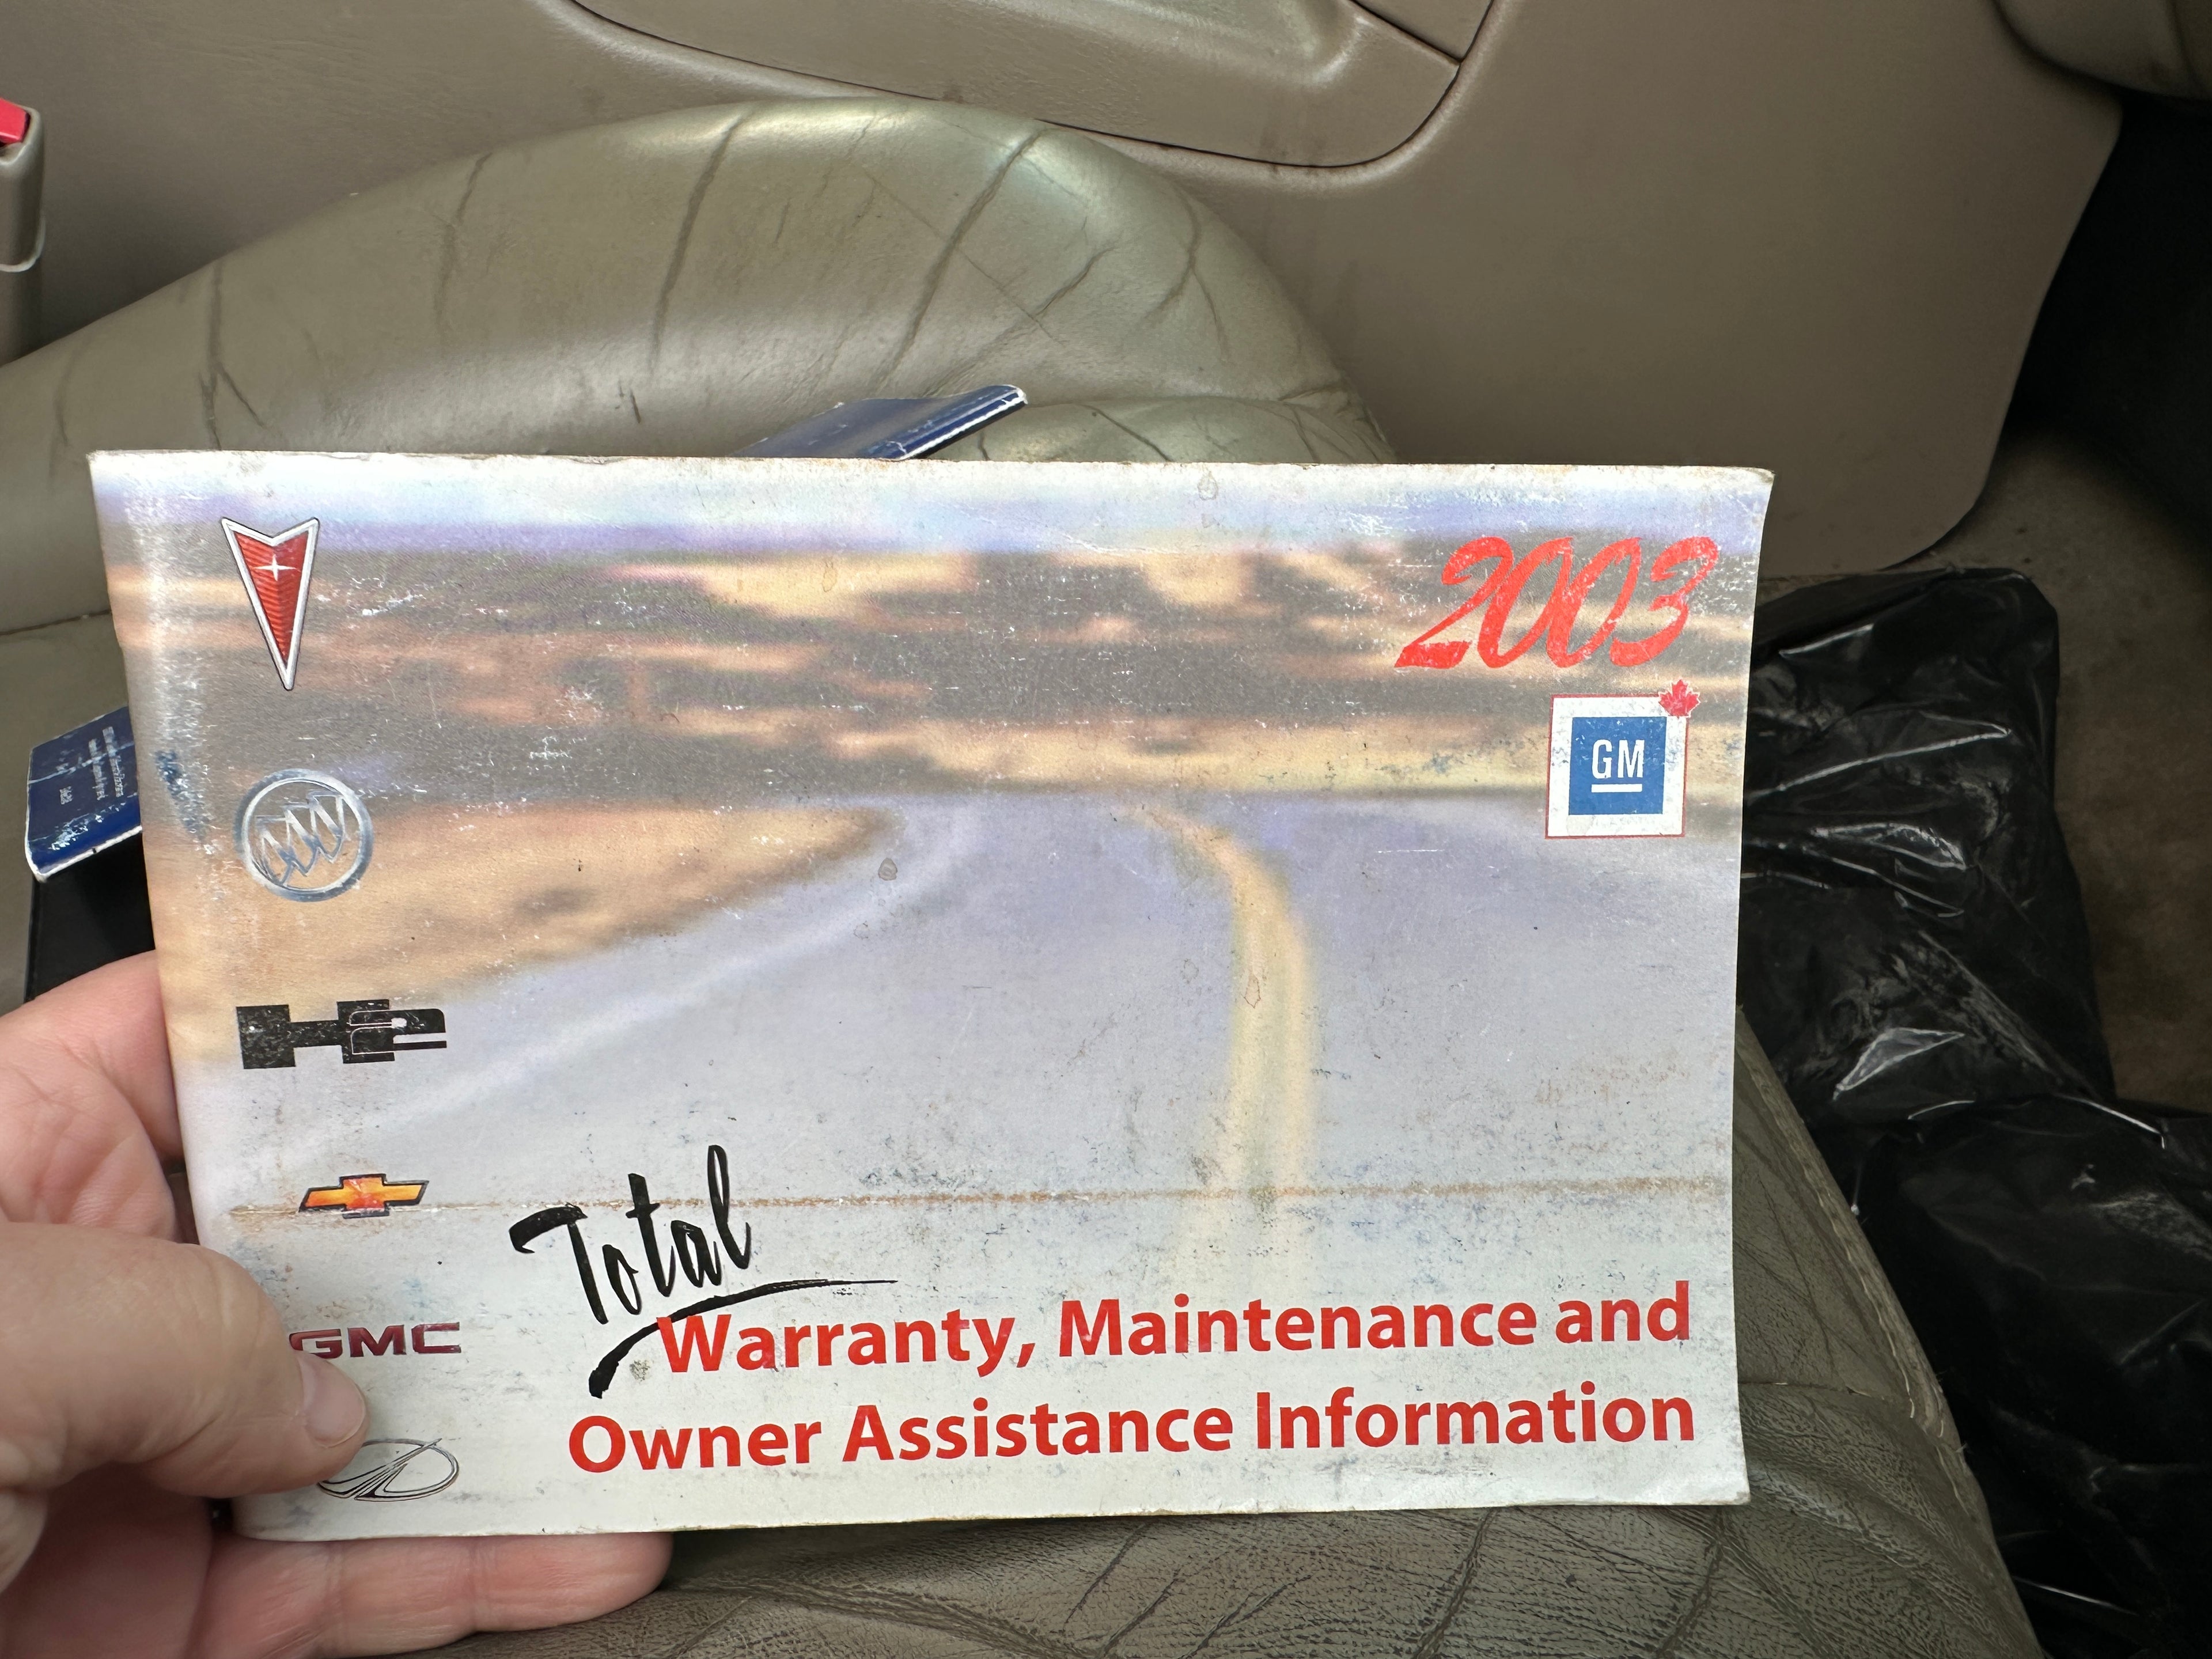 2003
GM
H2
GMC
Total
Warranty, Maintenance and
Owner Assistance Information